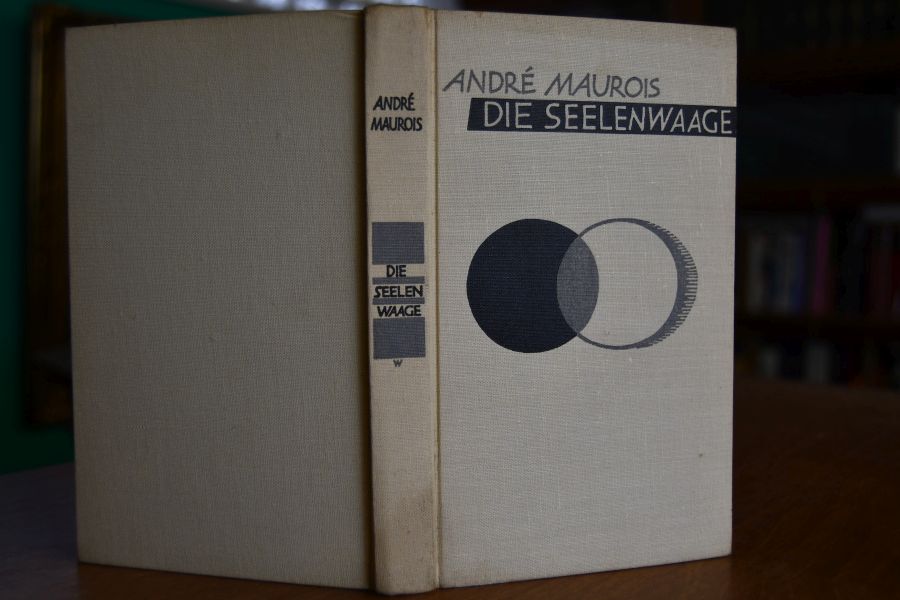 ANDRÉ
MAUROIS
DIE
SEELEN
WAAGE
W
ANDRÉ MAUROIS
DIE SEELENWAAGE